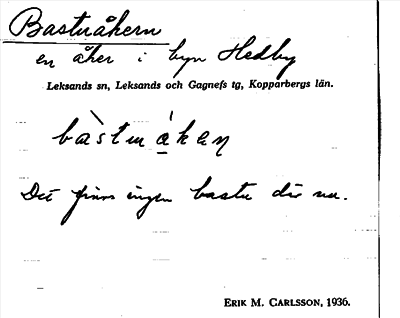 Bastuåkern
en åker i byn Hedby
Leksands sn, Leksands och Gagnefs tg, Kopparbergs län.
bàstuákɐṇ
Det finns ingen bastu där nu.
ERIK M. CARLSSON, 1936.